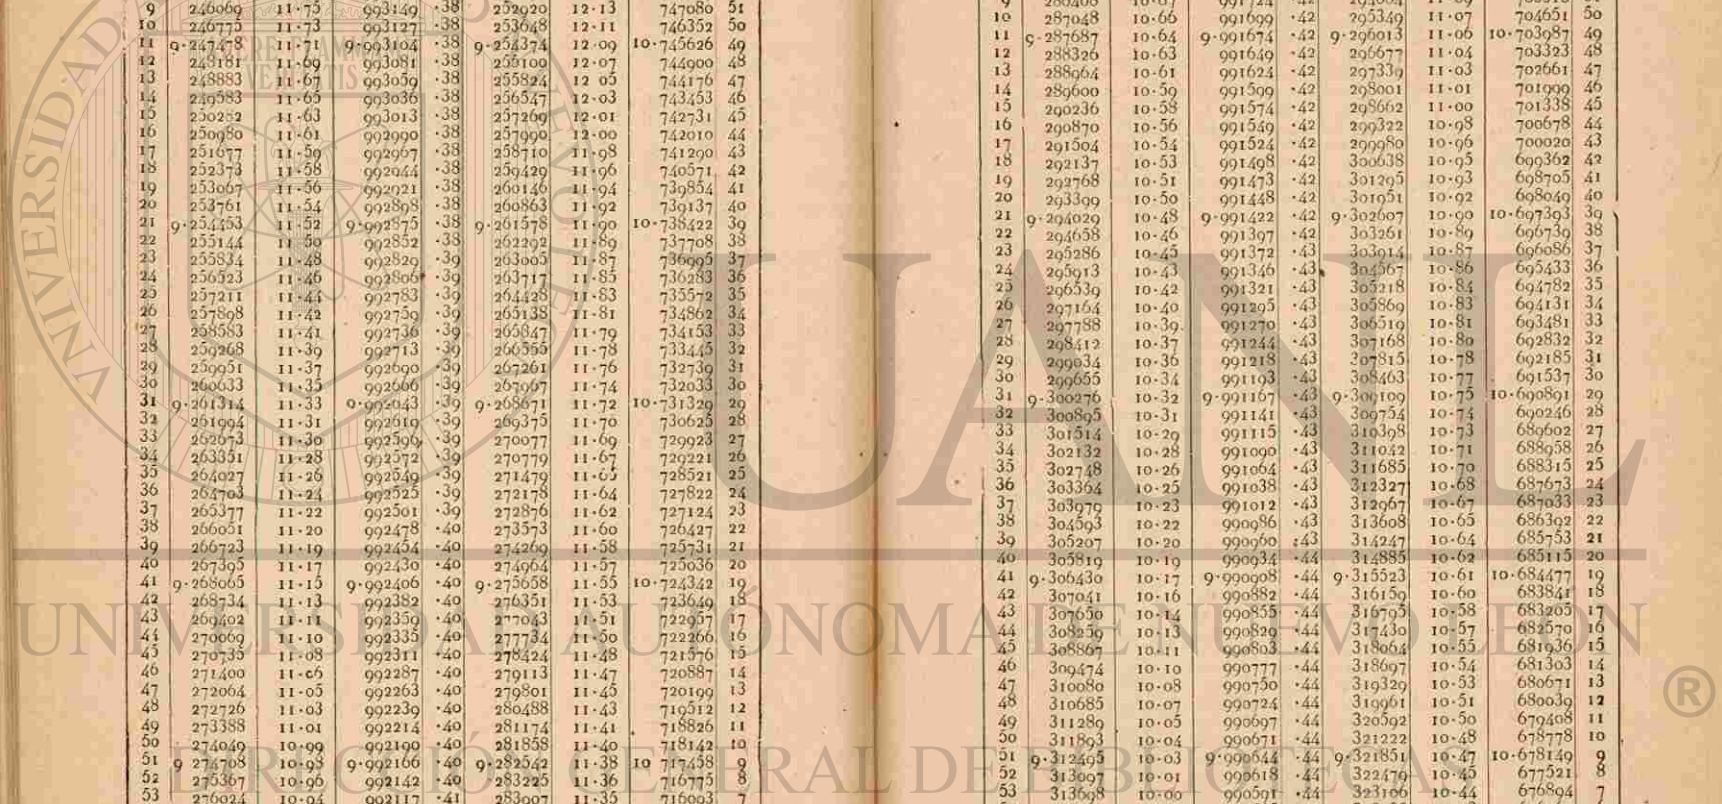 9 246069 11·75 993149 ·38 252920 12·13 747080 51
10 246775 11·73 993127 ·38 253648 12·11 746352 50
11 9·247478 11·71 9·993104 ·38 9·254374 12·09 10·745626 49
12 248181 11·69 993081 ·38 255100 12·07 744900 48
13 248883 11·67 993059 ·38 255824 12 05 744176 47
14 249583 11·65 993036 ·38 256547 12·03 743453 46
15 250282 11·63 993013 ·38 257269 12·01 742731 45
16 250980 11·61 992990 ·38 257990 12·00 742010 44
17 251677 11·59 992967 ·38 258710 11·98 741290 43
18 252373 11·58 992944 ·38 259429 11·96 740571 42
19 253067 11·56 992921 ·38 260146 11·94 739854 41
20 253761 11·54 992898 ·38 260863 11·92 739137 40
21 9·254453 11·52 9·992875 ·38 9·261578 11·90 10·738422 39
22 255144 11·50 992852 ·38 262292 11·89 737708 38
23 255834 11·48 992829 ·39 263005 11·87 736995 37
24 256523 11·46 992806 ·39 263717 11·85 736283 36
25 257211 11·44 992783 ·39 264428 11·83 735572 35
26 257898 11·42 992759 ·39 265138 11·81 734862 34
27 258583 11·41 992736 ·39 265847 11·79 734153 33
28 259268 11·39 992713 ·39 266555 11·78 733445 32
29 259951 11·37 992690 ·39 267261 11·76 732739 31
30 260633 11·35 992666 ·39 267967 11·74 732033 30
31 9·261314 11·33 9·992643 ·39 9·268671 11·72 10·731329 29
32 261994 11·31 992619 ·39 269375 11·70 730625 28
33 262673 11·30 992596 ·39 270077 11·69 729923 27
34 263351 11·28 992572 ·39 270779 11·67 729221 26
35 264027 11·26 992549 ·39 271479 11·65 728521 25
36 264703 11·24 992525 ·39 272178 11·64 727822 24
37 265377 11·22 992501 ·39 272876 11·62 727124 23
38 266051 11·20 992478 ·40 273573 11·60 726427 22
39 266723 11·19 992454 ·40 274269 11·58 725731 21
40 267395 11·17 992430 ·40 274964 11·57 725036 20
41 9·268065 11·15 9·992406 ·40 9·275658 11·55 10·724342 19
42 268734 11·13 992382 ·40 276351 11·53 723649 18
43 269402 11·11 992359 ·40 277043 11·51 722957 17
44 270069 11·10 992335 ·40 277734 11·50 722266 16
45 270735 11·08 992311 ·40 278424 11·48 721576 15
46 271400 11·06 992287 ·40 279113 11·47 720887 14
47 272064 11·05 992263 ·40 279801 11·45 720199 13
48 272726 11·03 992239 ·40 280488 11·43 719512 12
49 273388 11·01 992214 ·40 281174 11·41 718826 11
50 274049 10·99 992190 ·40 281858 11·40 718142 10
51 9 274708 10·98 9·992166 ·40 9·282542 11·38 10 717458 9
52 275367 10·96 992142 ·40 283225 11·36 716775 8
53 276024 10·94 992117 ·41 283907 11·35 716093 7
10 287048 10·66 991699 ·42 295349 11·07 704651 50
11 9·287687 10·64 9·991674 ·42 9·296013 11·06 10·703987 49
12 288326 10·63 991649 ·42 296677 11·04 703323 48
13 288964 10·61 991624 ·42 297339 11·03 702661 47
14 289600 10·59 991599 ·42 298001 11·01 701999 46
15 290236 10·58 991574 ·42 298662 11·00 701338 45
16 290870 10·56 991549 ·42 299322 10·98 700678 44
17 291504 10·54 991524 ·42 299980 10·96 700020 43
18 292137 10·53 991498 ·42 300638 10·95 699362 42
19 292768 10·51 991473 ·42 301295 10·93 698705 41
20 293399 10·50 991448 ·42 301951 10·92 698049 40
21 9·294029 10·48 9·991422 ·42 9·302607 10·90 10·697393 39
22 294658 10·46 991397 ·42 303261 10·89 696739 38
23 295286 10·45 991372 ·43 303914 10·87 696086 37
24 295913 10·43 991346 ·43 304567 10·86 695433 36
25 296539 10·42 991321 ·43 305218 10·84 694782 35
26 297164 10·40 991295 ·43 305869 10·83 694131 34
27 297788 10·39 991270 ·43 306519 10·81 693481 33
28 298412 10·37 991244 ·43 307168 10·80 692832 32
29 299034 10·36 991218 ·43 307815 10·78 692185 31
30 299655 10·34 991193 ·43 308463 10·77 691537 30
31 9·300276 10·32 9·991167 ·43 9·309109 10·75 10·690891 29
32 300895 10·31 991141 ·43 309754 10·74 690246 28
33 301514 10·29 991115 ·43 310398 10·73 689602 27
34 302132 10·28 991090 ·43 311042 10·71 688958 26
35 302748 10·26 991064 ·43 311685 10·70 688315 25
36 303364 10·25 991038 ·43 312327 10·68 687673 24
37 303979 10·23 991012 ·43 312967 10·67 687033 23
38 304593 10·22 990986 ·43 313608 10·65 686392 22
39 305207 10·20 990960 ·43 314247 10·64 685753 21
40 305819 10·19 990934 ·44 314885 10·62 685115 20
41 9·306430 10·17 9·990908 ·44 9·315523 10·61 10·684477 19
42 307041 10·16 990882 ·44 316159 10·60 683841 18
43 307650 10·14 990855 ·44 316795 10·58 683205 17
44 308259 10·13 990829 ·44 317430 10·57 682570 16
45 308867 10·11 990803 ·44 318064 10·55 681936 15
46 309474 10·10 990777 ·44 318697 10·54 681303 14
47 310080 10·08 990750 ·44 319329 10·53 680671 13
48 310685 10·07 990724 ·44 319961 10·51 680039 12
49 311289 10·05 990697 ·44 320592 10·50 679408 11
50 311893 10·04 990671 ·44 321222 10·48 678778 10
51 9·312495 10·03 9·990644 ·44 9·321851 10·47 10·678149 9
52 313097 10·01 990618 ·44 322479 10·45 677521 8
53 313698 10·00 990591 ·44 323106 10·44 676894 7
UANL
UNIVERSIDAD AUTÓNOMA DE NUEVO LEÓN
®
DIRECCIÓN GENERAL DE BIBLIOTECAS